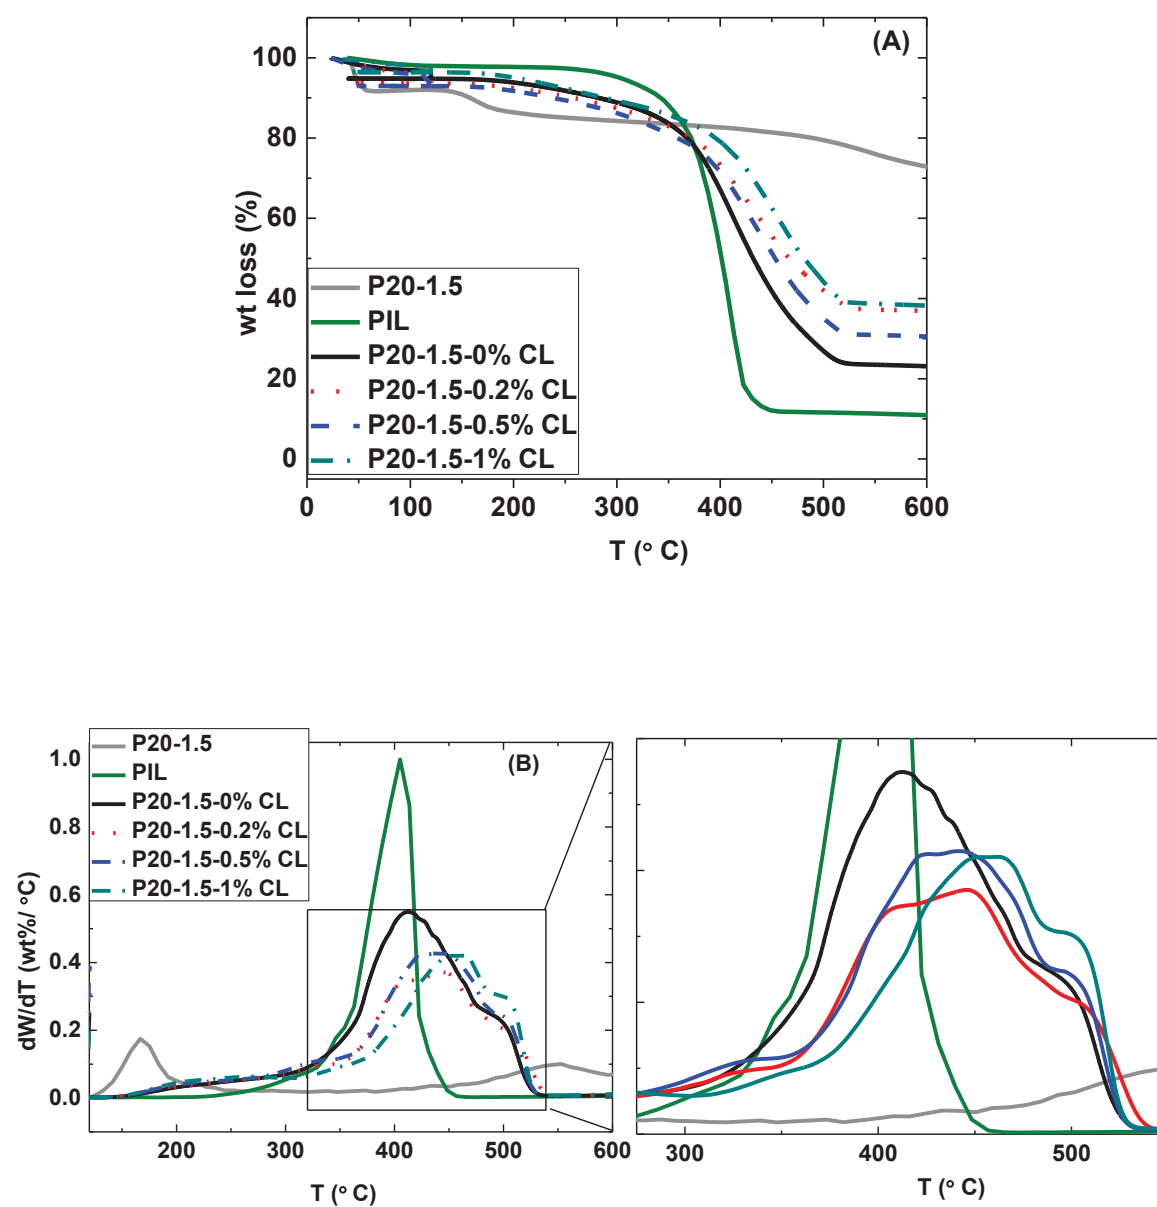 (A)
wt loss (%)
100
80
60
40
20
0
P20-1.5
PIL
P20-1.5-0% CL
P20-1.5-0.2% CL
P20-1.5-0.5% CL
P20-1.5-1% CL
0 100 200 300 400 500 600
T (° C)
(B)
dW/dT (wt%/ °C)
1.0
0.8
0.6
0.4
0.2
0.0
P20-1.5
PIL
P20-1.5-0% CL
P20-1.5-0.2% CL
P20-1.5-0.5% CL
P20-1.5-1% CL
200 300 400 500 600
T (° C)
300 400 500
T (° C)